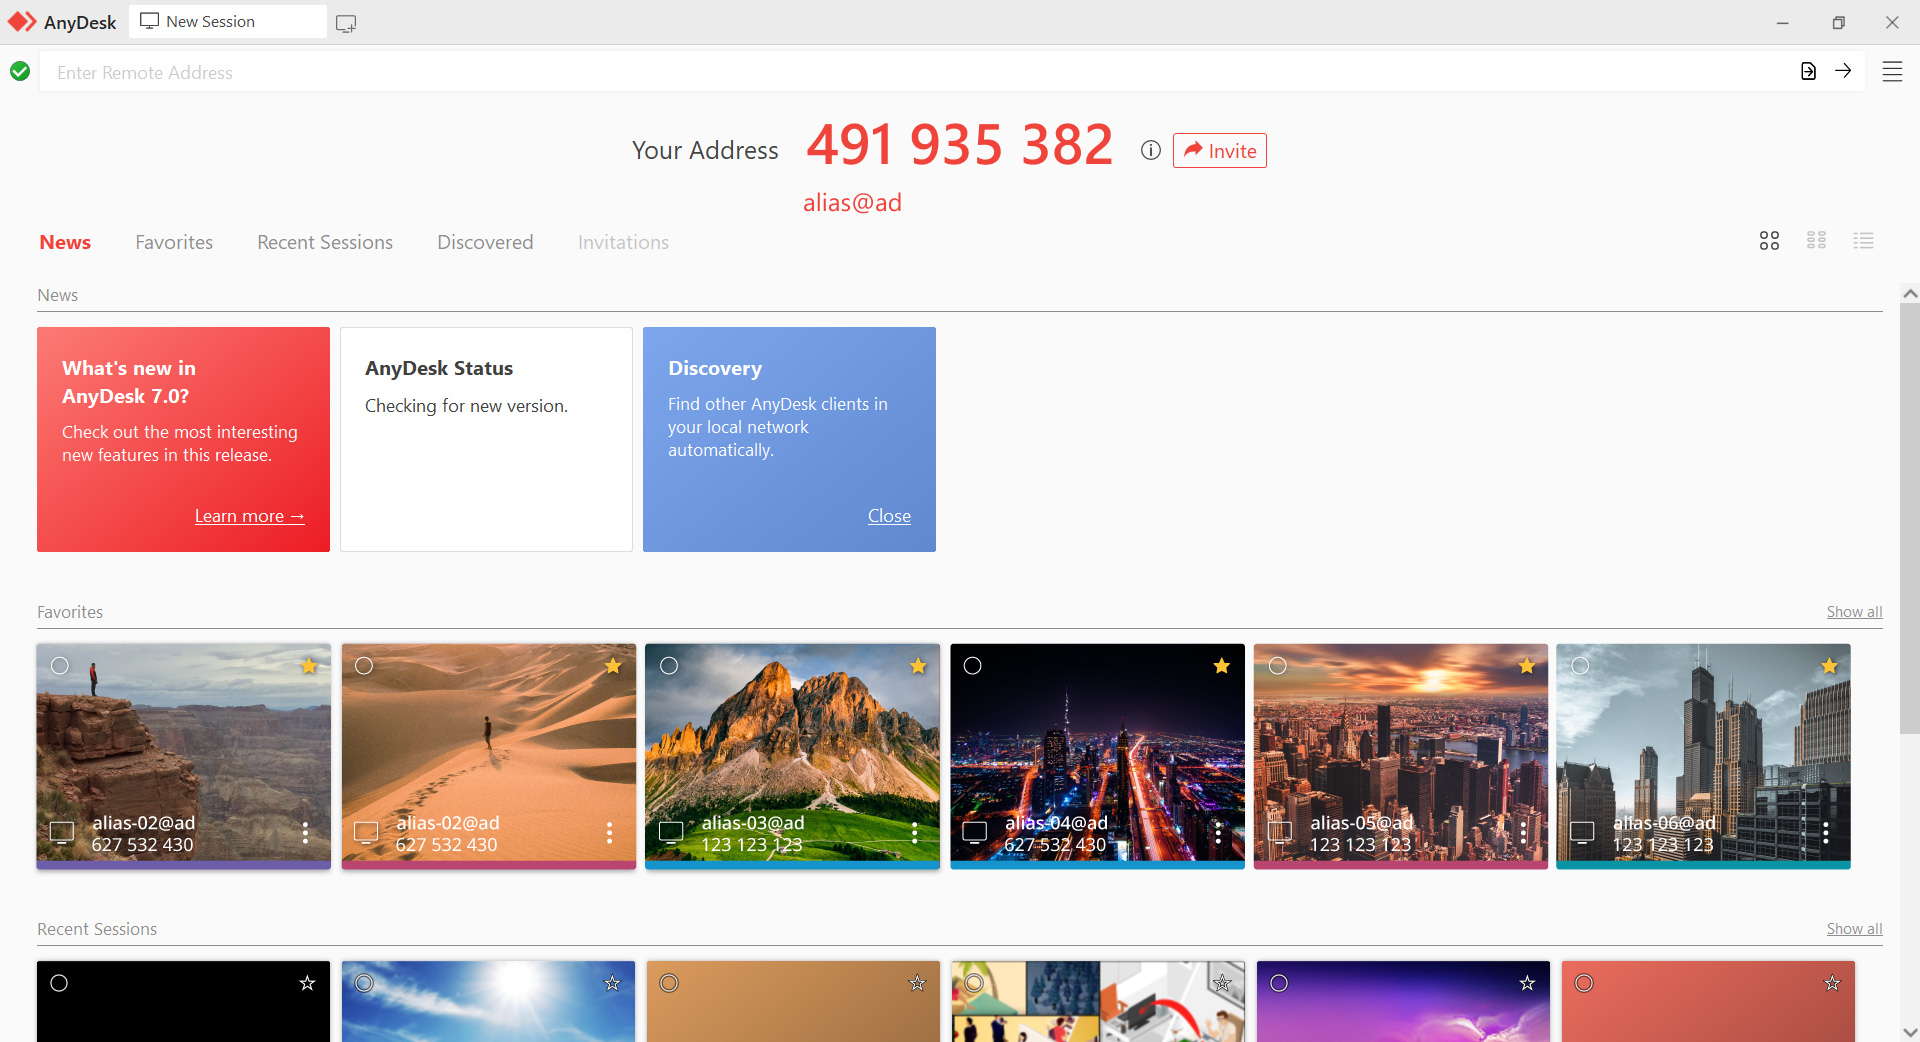 AnyDesk
New Session
Enter Remote Address
Your Address 491 935 382
Invite
alias@ad
News Favorites Recent Sessions Discovered Invitations
News
What's new in
AnyDesk 7.0?
Check out the most interesting
new features in this release.
Learn more →
AnyDesk Status
Checking for new version.
Discovery
Find other AnyDesk clients in
your local network
automatically.
Close
Favorites
Show all
alias-02@ad
627 532 430
alias-02@ad
627 532 430
alias-03@ad
123 123 123
alias-04@ad
627 532 430
alias-05@ad
123 123 123
alias-06@ad
123 123 123
Recent Sessions
Show all